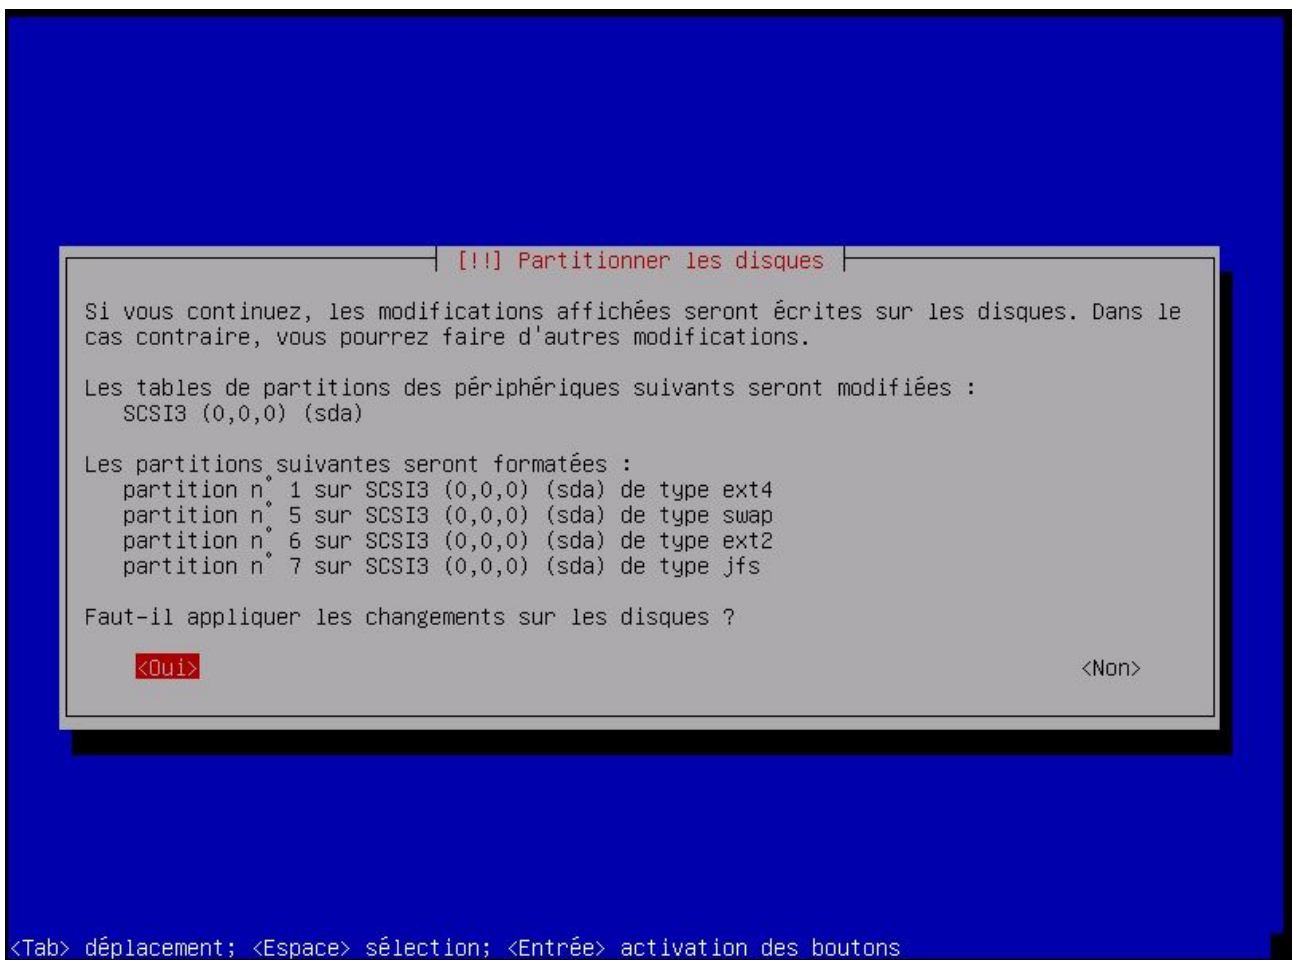 [!!] Partitionner les disques
Si vous continuez, les modifications affichées seront écrites sur les disques. Dans le
cas contraire, vous pourrez faire d'autres modifications.
Les tables de partitions des périphériques suivants seront modifiées :
SCSI3 (0,0,0) (sda)
Les partitions suivantes seront formatées :
partition n° 1 sur SCSI3 (0,0,0) (sda) de type ext4
partition n° 5 sur SCSI3 (0,0,0) (sda) de type swap
partition n° 6 sur SCSI3 (0,0,0) (sda) de type ext2
partition n° 7 sur SCSI3 (0,0,0) (sda) de type jfs
Faut-il appliquer les changements sur les disques ?
<Oui> <Non>
<Tab> déplacement; <Espace> sélection; <Entrée> activation des boutons